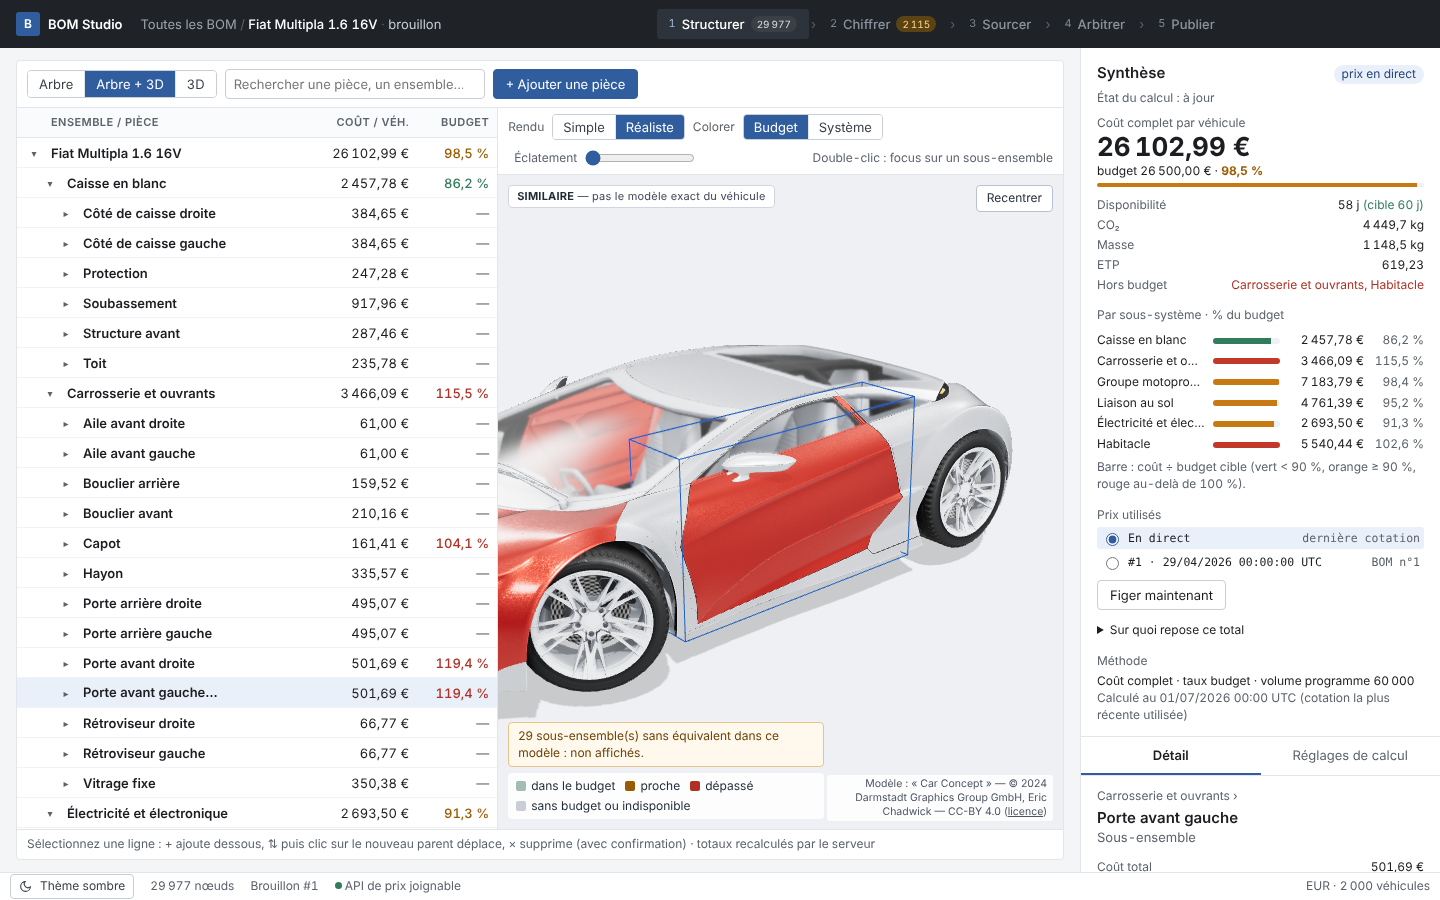 B BOM Studio Toutes les BOM / Fiat Multipla 1.6 16V · brouillon 1 Structurer 29 977 › 2 Chiffrer 2 115 › 3 Sourcer › 4 Arbitrer › 5 Publier
Arbre Arbre + 3D 3D Rechercher une pièce, un ensemble... + Ajouter une pièce
ENSEMBLE / PIÈCE COÛT / VÉH. BUDGET
Fiat Multipla 1.6 16V 26 102,99 € 98,5 %
Caisse en blanc 2 457,78 € 86,2 %
Côté de caisse droite 384,65 € —
Côté de caisse gauche 384,65 € —
Protection 247,28 € —
Soubassement 917,96 € —
Structure avant 287,46 € —
Toit 235,78 € —
Carrosserie et ouvrants 3 466,09 € 115,5 %
Aile avant droite 61,00 € —
Aile avant gauche 61,00 € —
Bouclier arrière 159,52 € —
Bouclier avant 210,16 € —
Capot 161,41 € 104,1 %
Hayon 335,57 € —
Porte arrière droite 495,07 € —
Porte arrière gauche 495,07 € —
Porte avant droite 501,69 € 119,4 %
Porte avant gauche... 501,69 € 119,4 %
Rétroviseur droite 66,77 € —
Rétroviseur gauche 66,77 € —
Vitrage fixe 350,38 € —
Électricité et électronique 2 693,50 € 91,3 %
Sélectionnez une ligne : + ajoute dessous, ⇅ puis clic sur le nouveau parent déplace, × supprime (avec confirmation) · totaux recalculés par le serveur
Rendu Simple Réaliste Colorer Budget Système
Éclatement Double-clic : focus sur un sous-ensemble
SIMILAIRE — pas le modèle exact du véhicule Recentrer
29 sous-ensemble(s) sans équivalent dans ce
modèle : non affichés.
dans le budget proche dépassé
sans budget ou indisponible
Modèle : « Car Concept » — © 2024
Darmstadt Graphics Group GmbH, Eric
Chadwick — CC-BY 4.0 (licence)
Synthèse prix en direct
État du calcul : à jour
Coût complet par véhicule
26 102,99 €
budget 26 500,00 € · 98,5 %
Disponibilité 58 j (cible 60 j)
CO₂ 4 449,7 kg
Masse 1 148,5 kg
ETP 619,23
Hors budget Carrosserie et ouvrants, Habitacle
Par sous-système · % du budget
Caisse en blanc 2 457,78 € 86,2 %
Carrosserie et o... 3 466,09 € 115,5 %
Groupe motopro... 7 183,79 € 98,4 %
Liaison au sol 4 761,39 € 95,2 %
Électricité et élec... 2 693,50 € 91,3 %
Habitacle 5 540,44 € 102,6 %
Barre : coût ÷ budget cible (vert < 90 %, orange ≥ 90 %,
rouge au-delà de 100 %).
Prix utilisés
En direct dernière cotation
#1 · 29/04/2026 00:00:00 UTC BOM n°1
Figer maintenant
Sur quoi repose ce total
Méthode
Coût complet · taux budget · volume programme 60 000
Calculé au 01/07/2026 00:00 UTC (cotation la plus
récente utilisée)
Détail Réglages de calcul
Carrosserie et ouvrants ›
Porte avant gauche
Sous-ensemble
Coût total 501,69 €
Thème sombre 29 977 nœuds Brouillon #1 API de prix joignable EUR · 2 000 véhicules